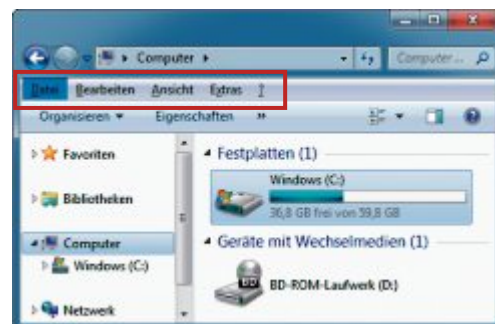 Computer
Computer ...
Datei Bearbeiten Ansicht Extras ?
Organisieren Eigenschaften »
Favoriten
Bibliotheken
Computer
Windows (C:)
Netzwerk
Festplatten (1)
Windows (C:)
36,8 GB frei von 59,8 GB
Geräte mit Wechselmedien (1)
BD
BD-ROM-Laufwerk (D:)